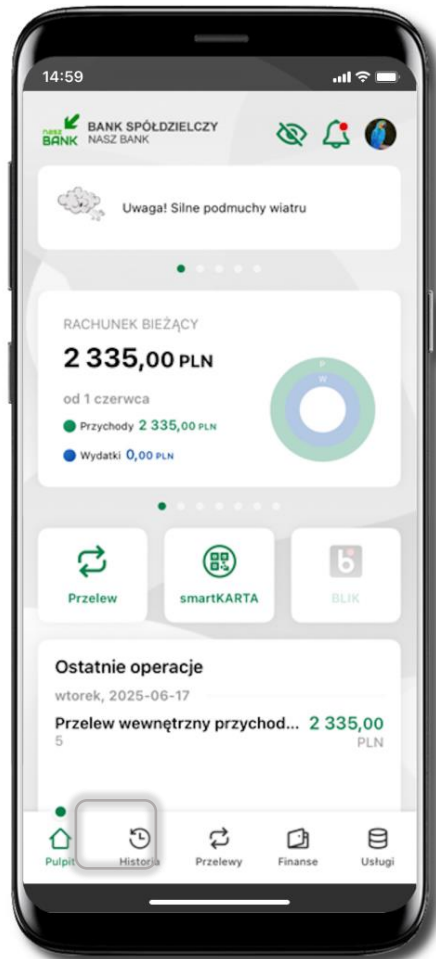 14:59
nasz BANK
BANK SPÓŁDZIELCZY
NASZ BANK
Uwaga! Silne podmuchy wiatru
RACHUNEK BIEŻĄCY
2 335,00 PLN
od 1 czerwca
Przychody 2 335,00 PLN
Wydatki 0,00 PLN
P
W
Przelew
smartKARTA
BLIK
Ostatnie operacje
wtorek, 2025-06-17
Przelew wewnętrzny przychod... 2 335,00
5 PLN
Pulpit
Historia
Przelewy
Finanse
Usługi